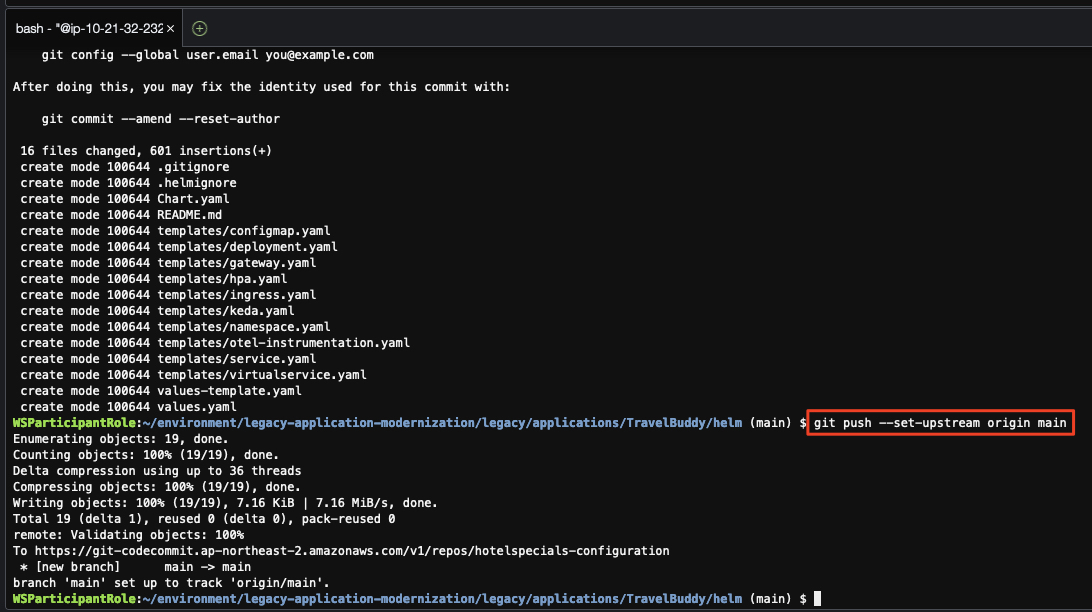 bash - "@ip-10-21-32-232 ×
git config --global user.email you@example.com
After doing this, you may fix the identity used for this commit with:
git commit --amend --reset-author
16 files changed, 601 insertions(+)
create mode 100644 .gitignore
create mode 100644 .helmignore
create mode 100644 Chart.yaml
create mode 100644 README.md
create mode 100644 templates/configmap.yaml
create mode 100644 templates/deployment.yaml
create mode 100644 templates/gateway.yaml
create mode 100644 templates/hpa.yaml
create mode 100644 templates/ingress.yaml
create mode 100644 templates/keda.yaml
create mode 100644 templates/namespace.yaml
create mode 100644 templates/otel-instrumentation.yaml
create mode 100644 templates/service.yaml
create mode 100644 templates/virtualservice.yaml
create mode 100644 values-template.yaml
create mode 100644 values.yaml
WSParticipantRole:~/environment/legacy-application-modernization/legacy/applications/TravelBuddy/helm (main) $ git push --set-upstream origin main
Enumerating objects: 19, done.
Counting objects: 100% (19/19), done.
Delta compression using up to 36 threads
Compressing objects: 100% (19/19), done.
Writing objects: 100% (19/19), 7.16 KiB | 7.16 MiB/s, done.
Total 19 (delta 1), reused 0 (delta 0), pack-reused 0
remote: Validating objects: 100%
To https://git-codecommit.ap-northeast-2.amazonaws.com/v1/repos/hotelspecials-configuration
* [new branch]      main -> main
branch 'main' set up to track 'origin/main'.
WSParticipantRole:~/environment/legacy-application-modernization/legacy/applications/TravelBuddy/helm (main) $